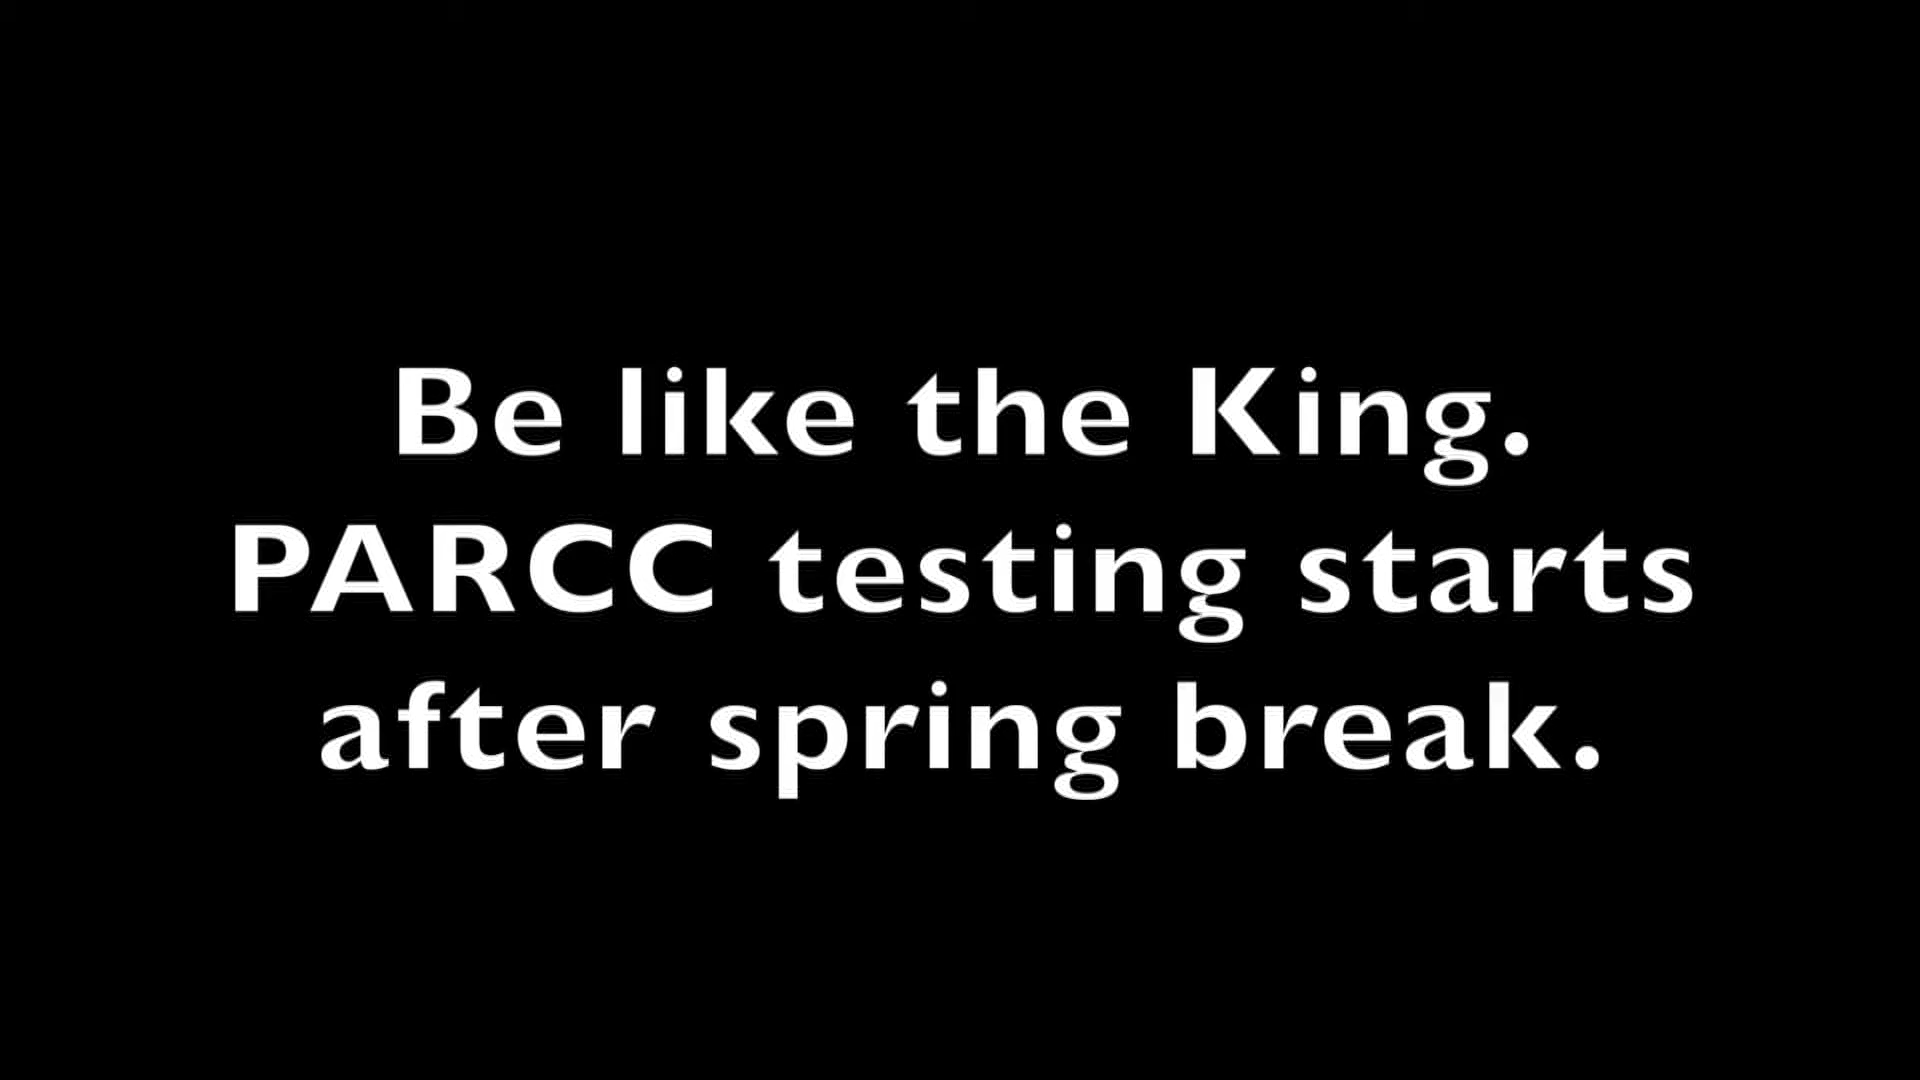 Be like the King.
PARCC testing starts
after spring break.